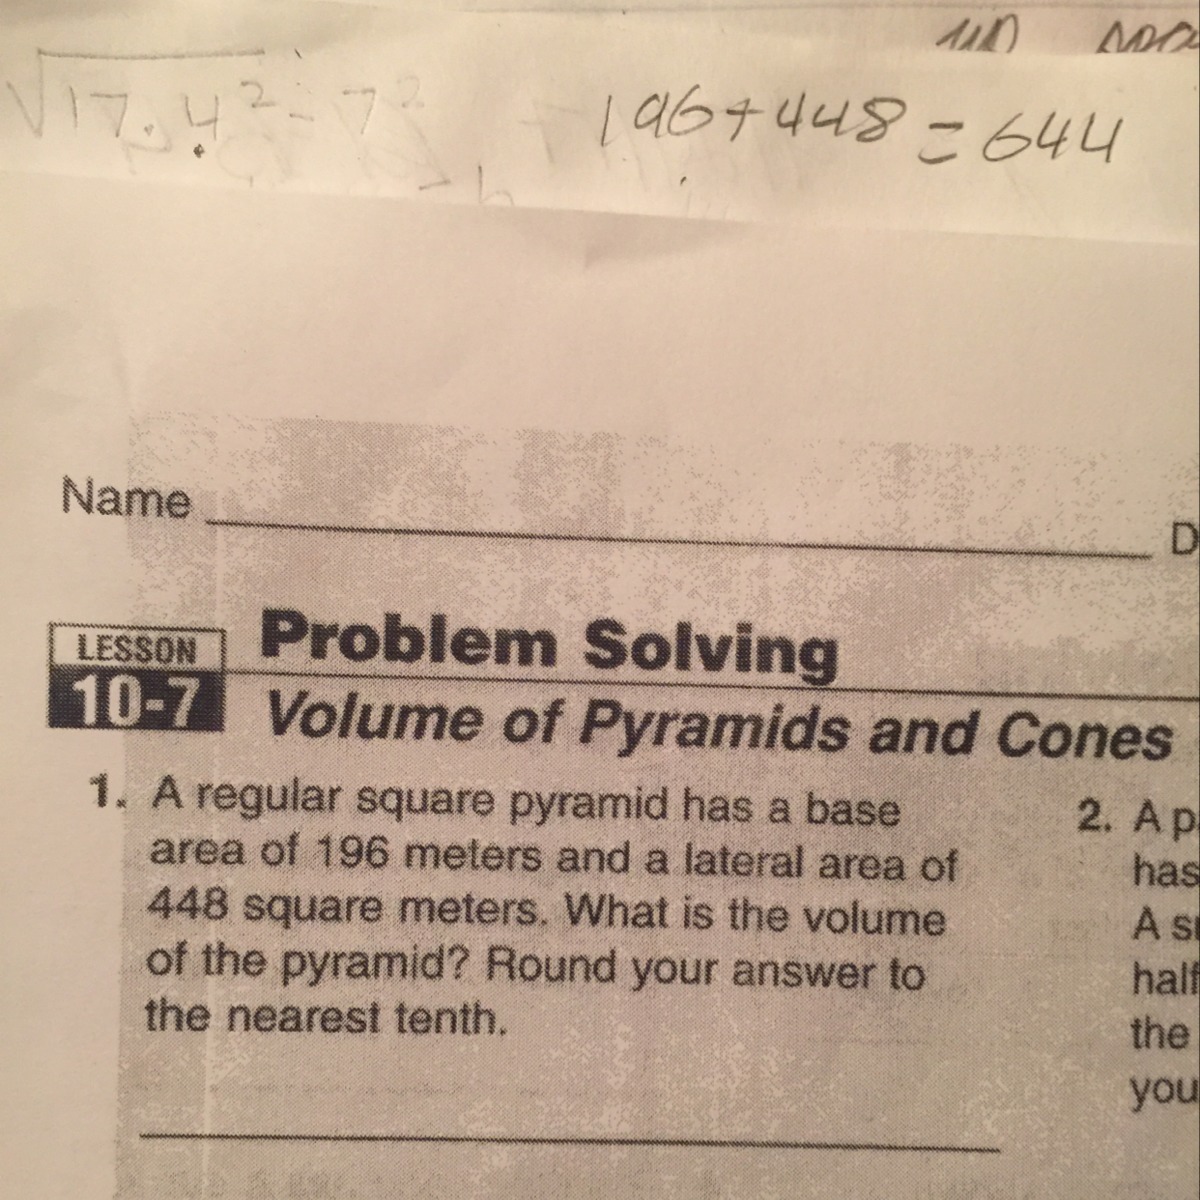 √17.4² - 7²
196+448=644
- h
Name
D
LESSON
10-7
Problem Solving
Volume of Pyramids and Cones
1. A regular square pyramid has a base
area of 196 meters and a lateral area of
448 square meters. What is the volume
of the pyramid? Round your answer to
the nearest tenth.
2. A p
has
A s
half
the
you